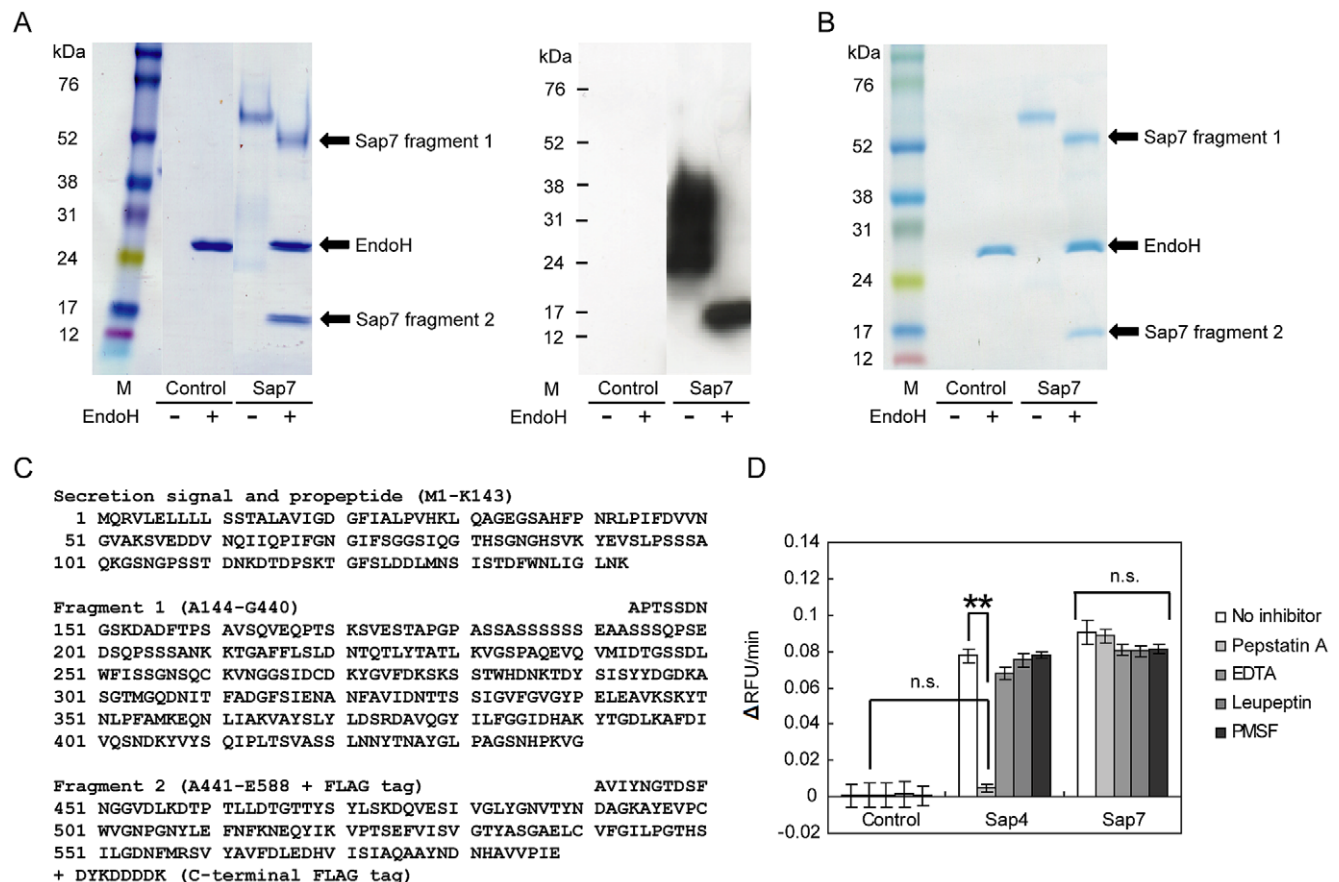 A
kDa
76
52
38
31
24
17
12
Sap7 fragment 1
EndoH
Sap7 fragment 2
M Control Sap7
EndoH - + - +
kDa
76
52
38
31
24
17
12
M Control Sap7
EndoH - + - +
B
kDa
76
52
38
31
24
17
12
Sap7 fragment 1
EndoH
Sap7 fragment 2
M Control Sap7
EndoH - + - +
C
Secretion signal and propeptide (M1-K143)
1 MQRVLELLLL SSTALAVIGD GFIALPVHKL QAGEGSAHFP NRLPIFDVVN
51 GVAKSVEDDV NQIIQPIFGN GIFSGGSIQG THSGNGHSVK YEVSLPSSSA
101 QKGSNGPSST DNKDTDPSKT GFSLDDLMNS ISTDFWNLIG LNK
Fragment 1 (A144-G440) APTSSDN
151 GSKDADFTPS AVSQVEQPTS KSVESTAPGP ASSASSSSSS EAASSSQPSE
201 DSQPSSSANK KTGAFFLSLD NTQTLYTATL KVGSPAQEVQ VMIDTGSSDL
251 WFISSGNSQC KVNGSIDCD KYGVFDKSKS STWHDNKTDY SISYYDGDKA
301 SGTMGQDNIT FADGFSIENA NFAVIDNTTS SIGVFGVGYP ELEAVKSKYT
351 NLPFAMKEQN LIAKVAYSLY LDSRDAVQGY ILFGGIDHAK YTGDLKAFDI
401 VQSNDKYVYS QIPLTSVASS LNNYTNAYGL PAGSNHPKVG
Fragment 2 (A441-E588 + FLAG tag) AVIYNGTDSF
451 NGGVDLKDTP TLLDTGTTYS YLSKDQVESI VGLYGNVTYN DAGKAYEVPC
501 WVGNPGNYLE FNFKNEQYIK VPTSEFVISV GTYASGAELC VFGILPGTHS
551 ILGDNFMRSV YAVFDLEDHV ISIAQAAYND NHAVVPIE
+ DYKDDDDK (C-terminal FLAG tag)
D
ΔRFU/min
0.14
0.12
0.1
0.08
0.06
0.04
0.02
0
-0.02
n.s.
**
n.s.
Control Sap4 Sap7
No inhibitor
Pepstatin A
EDTA
Leupeptin
PMSF